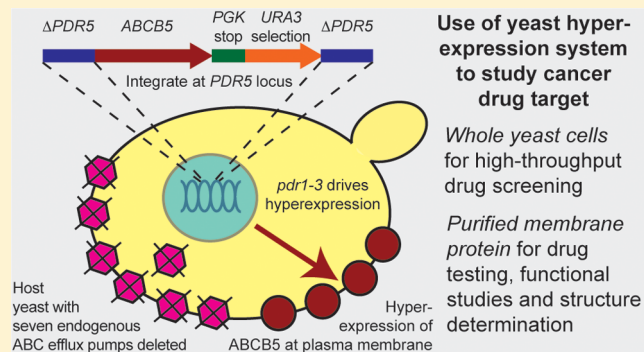 ΔPDR5
ABCB5
PGK
stop
URA3
selection
ΔPDR5
Integrate at PDR5 locus
pdr1-3 drives
hyperexpression
Host
yeast with
seven endogenous
ABC efflux pumps deleted
Hyper-
expression of
ABCB5 at plasma membrane
Use of yeast hyper-
expression system
to study cancer
drug target
Whole yeast cells
for high-throughput
drug screening
Purified membrane
protein for drug
testing, functional
studies and structure
determination